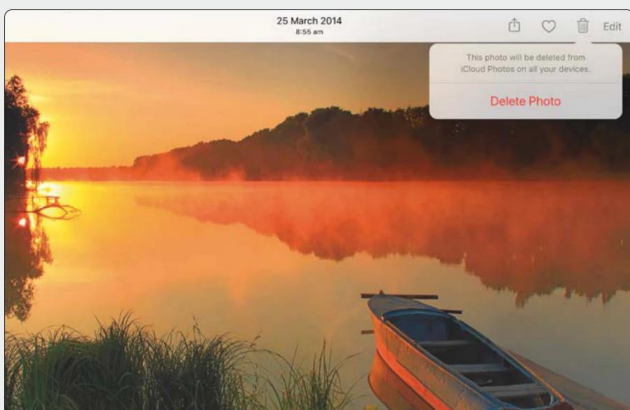 25 March 2014
8:55 am
Edit
This photo will be deleted from
iCloud Photos on all your devices.
Delete Photo